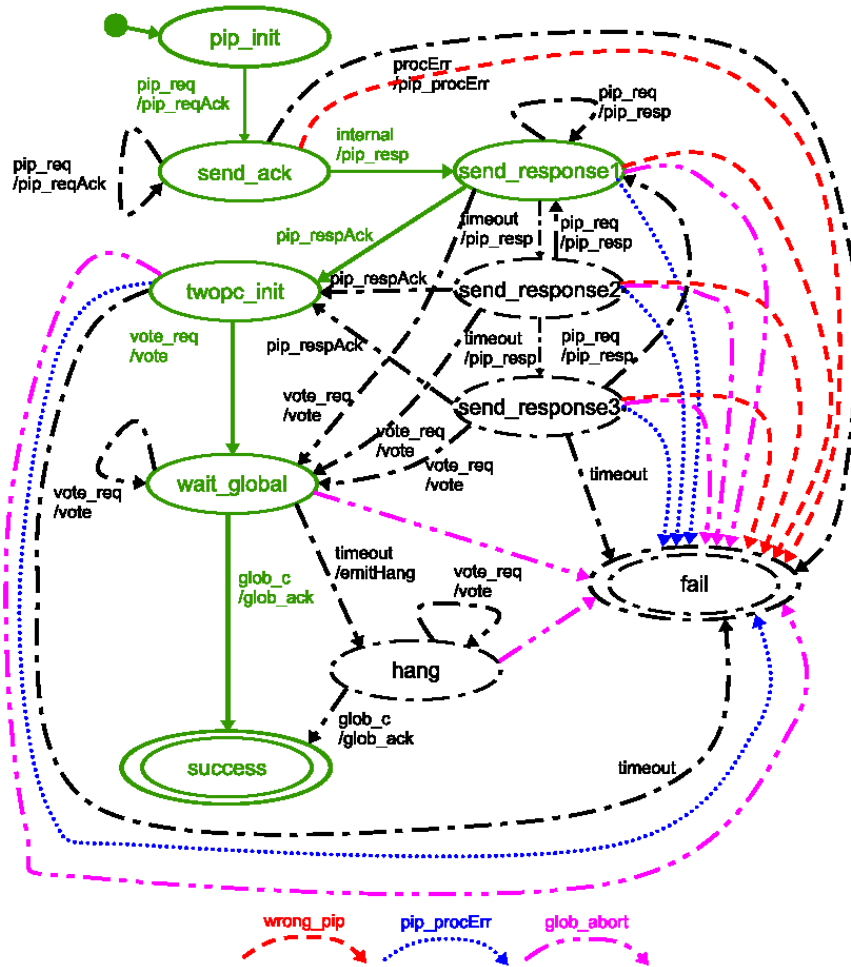 pip_init
procErr
/pip_procErr
pip_req
/pip_reqAck
pip_req
/pip_resp
internal
/pip_resp
pip_req
/pip_reqAck
send_ack
send_response1
timeout
/pip_resp
pip_req
/pip_resp
pip_respAck
pip_respAck
twopc_init
send_response2
vote_req
/vote
pip_respAck
timeout
/pip_resp
pip_req
/pip_resp
vote_req
/vote
send_response3
vote_req
/vote
vote_req
/vote
timeout
wait_global
vote_req
/vote
timeout
/emitHang
vote_req
/vote
glob_c
/glob_ack
fail
hang
glob_c
/glob_ack
success
timeout
wrong_pip
pip_procErr
glob_abort